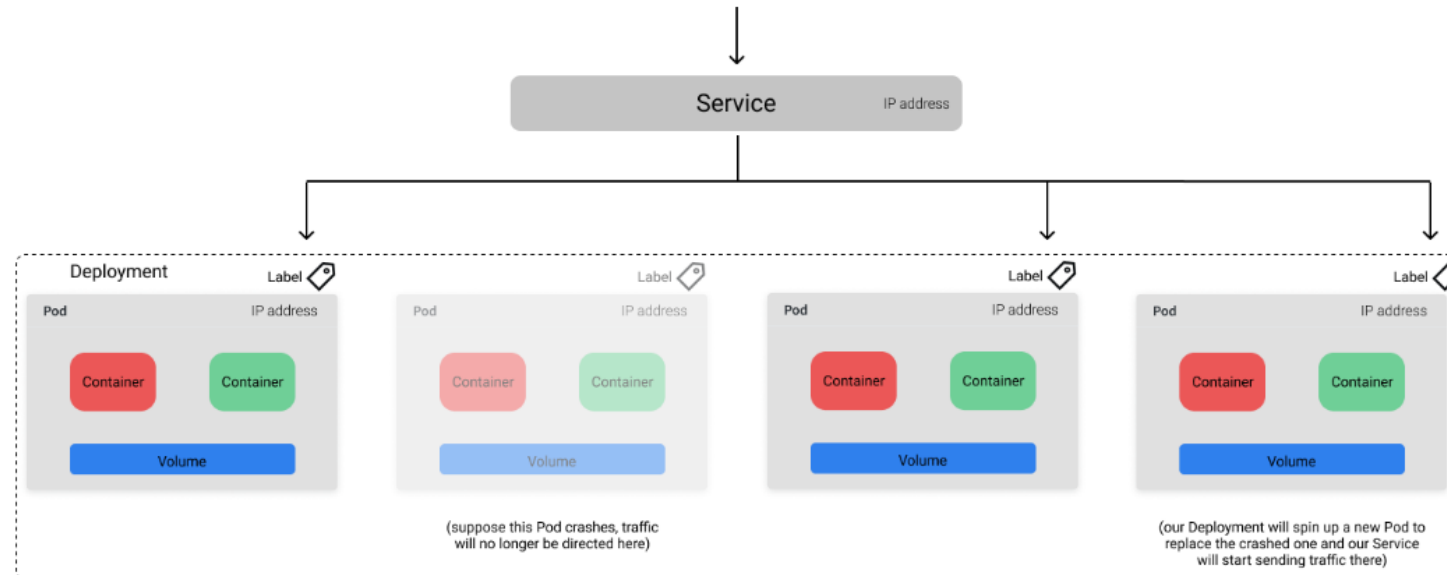 Service IP address
Deployment
Label
Label
Label
Label
Pod IP address
Pod IP address
Pod IP address
Pod IP address
Container Container
Container Container
Container Container
Container Container
Volume
Volume
Volume
Volume
(suppose this Pod crashes, traffic
will no longer be directed here)
(our Deployment will spin up a new Pod to
replace the crashed one and our Service
will start sending traffic there)